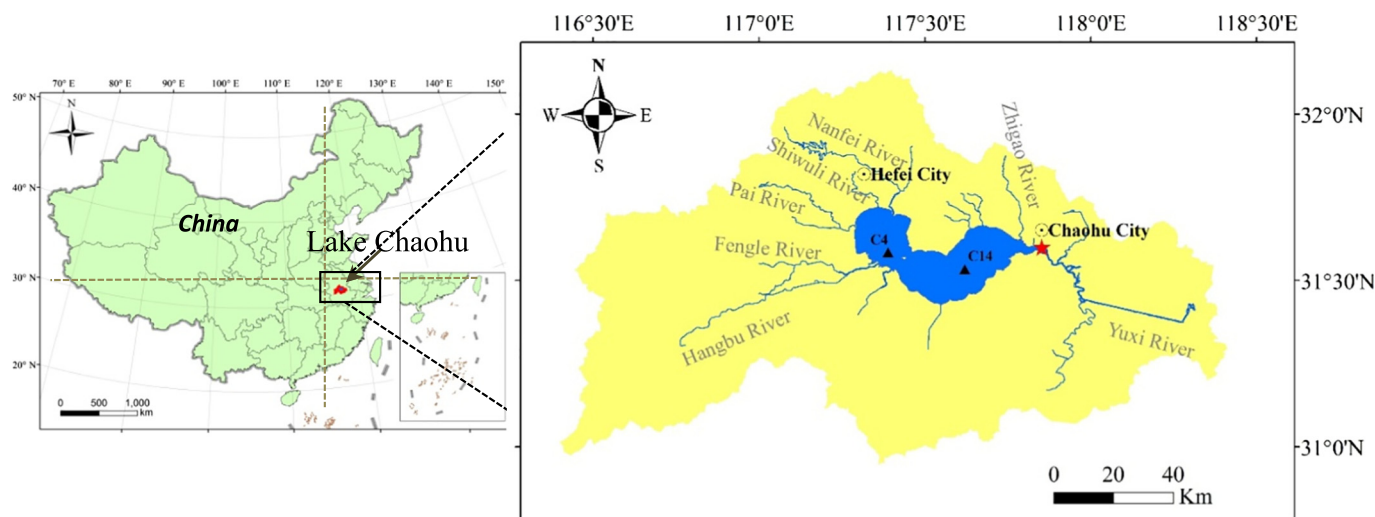 70° E 80° E 90° E 100° E 110° E 120° E 130° E 150°
50° N
40° N
30° N
20° N
N
China
Lake Chaohu
0 500 1,000
km
116°30' 117°0' 117°30' 118°0' 118°30'
32°0'N
31°30'N
31°0'N
N
W E
S
Nanfei River
Shiwuli River
Hefei City
Pai River
Zhigao River
Chaohu City
Fengle River
C4
C14
Hangbu River
Yuxi River
0 20 40
Km